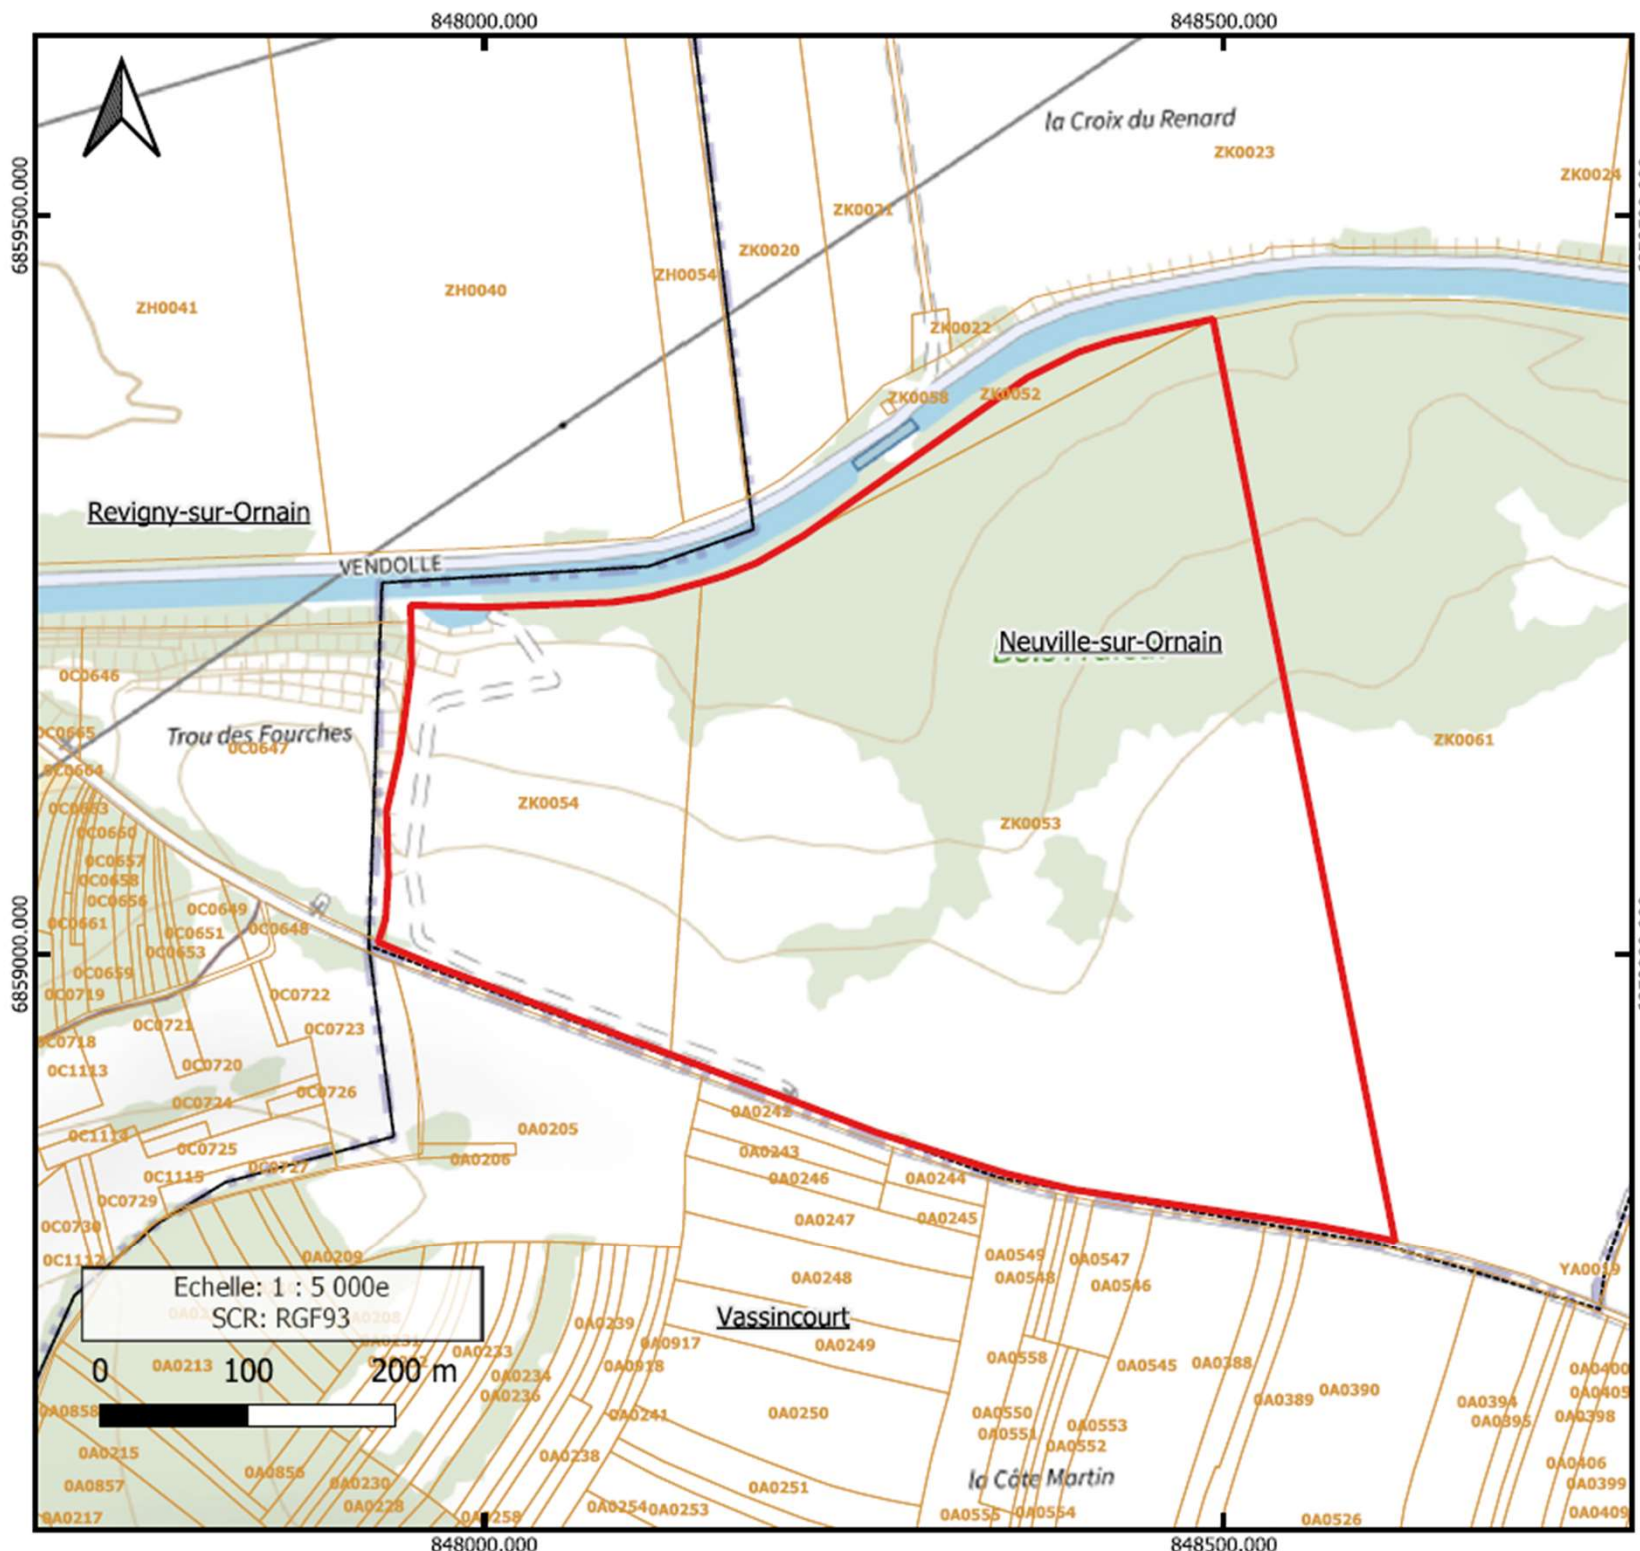 848000.000
848500.000
la Croix du Renard
ZK0023
ZK0024
6859500.000
ZK0021
ZK0020
ZH0054
ZH0040
ZH0041
ZK0022
ZK0058
ZK0052
Revigny-sur-Ornain
VENDOLLE
Neuville-sur-Ornain
0C0646
Trou des Fourches
0C0665
0C0647
ZK0061
0C0664
ZK0054
0C0663
ZK0053
0C0660
0C0657
0C0658
0C0656
0C0649
0C0661
0C0651
0C0648
0C0653
6859000.000
0C0659
0C0719
0C0722
0C0721
0C0723
0C0718
0C1113
0C0720
0C0726
0C0724
0A0242
0C1114
0A0205
0C0725
0A0243
0A0206
0C0727
0C1115
0A0246
0A0244
0C0729
0A0247
0A0245
0C0730
0A0209
0A0549
0A0547
0C1112
0A0248
0A0548
0A0546
YA0019
Echelle: 1 : 5 000e
SCR: RGF93
Vassincourt
0A0239
0A0917
0A0249
0A0233
0A0918
0A0558
0A0545
0A0388
0 100 200 m
0A0213
0A0234
0A0236
0A0390
0A0389
0A0400
0A0405
0A0394
0A0395
0A0398
0A0858
0A0241
0A0250
0A0550
0A0551
0A0553
0A0552
0A0215
0A0238
0A0857
0A0856
0A0230
0A0251
la Côte Martin
0A0406
0A0399
0A0228
0A0254
0A0253
0A0217
0A0258
0A0555
0A0554
0A0526
0A0409
848000.000
848500.000